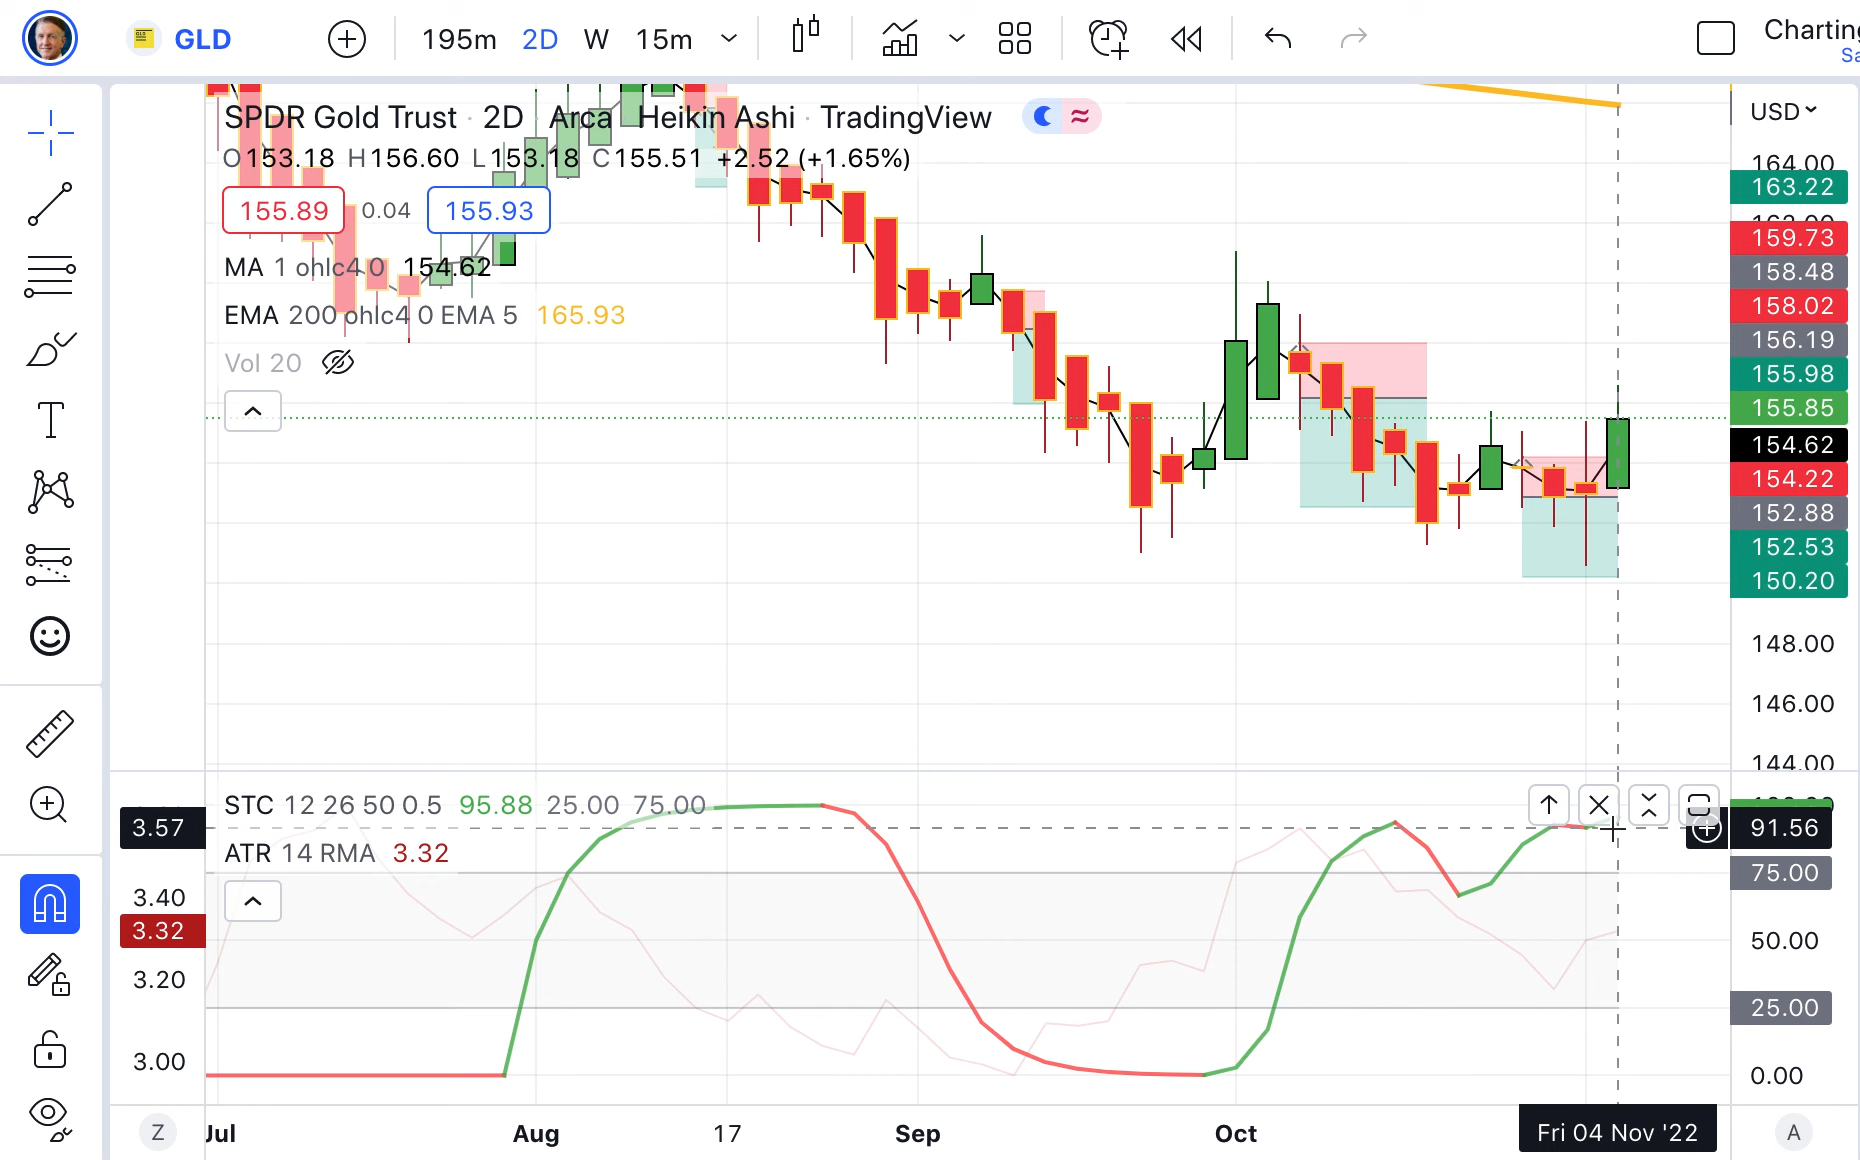 GLD
195m 2D W 15m
Charting
Sa
SPDR Gold Trust · 2D · Arca · Heikin Ashi · TradingView
O153.18 H156.60 L153.18 C155.51 +2.52 (+1.65%)
155.89 0.04 155.93
MA 1 ohlc4 0 154.62
EMA 200 ohlc4 0 EMA 5 165.93
Vol 20
USD
164.00
163.22
162.00
159.73
158.48
158.02
156.19
155.98
155.85
154.62
154.22
152.88
152.53
150.20
148.00
146.00
144.00
STC 12 26 50 0.5 95.88 25.00 75.00
ATR 14 RMA 3.32
3.57
3.40
3.32
3.20
3.00
91.56
75.00
50.00
25.00
0.00
Z Jul Aug 17 Sep Oct Fri 04 Nov '22 A